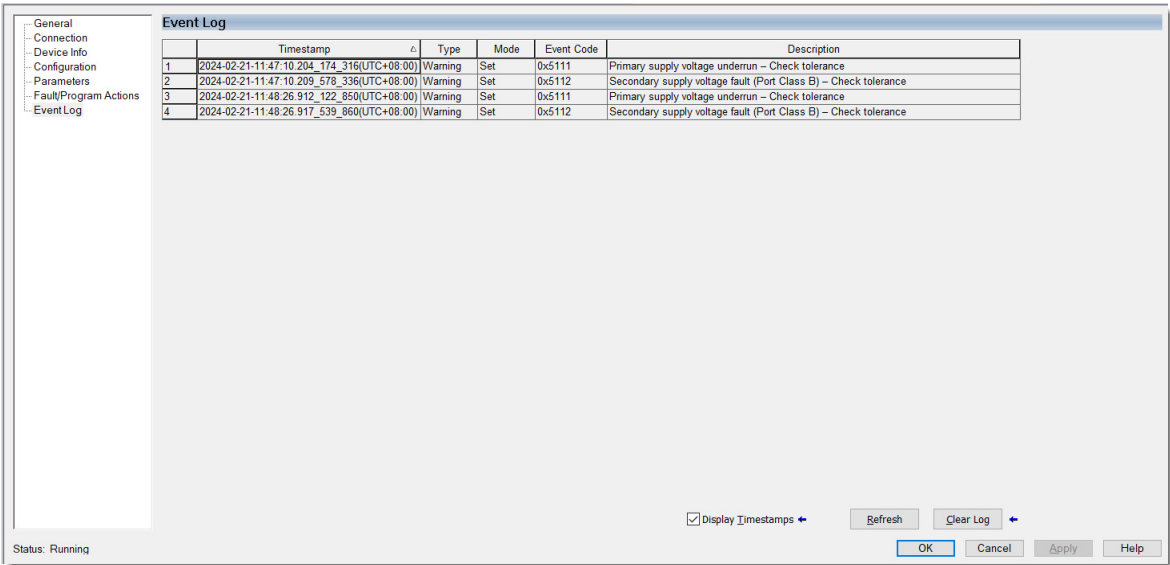 General
Connection
Device Info
Configuration
Parameters
Fault/Program Actions
Event Log
Event Log
Timestamp Type Mode Event Code Description
1 2024-02-21-11:47:10.204_174_316(UTC+08:00) Warning Set 0x5111 Primary supply voltage underrun – Check tolerance
2 2024-02-21-11:47:10.209_578_336(UTC+08:00) Warning Set 0x5112 Secondary supply voltage fault (Port Class B) – Check tolerance
3 2024-02-21-11:48:26.912_122_850(UTC+08:00) Warning Set 0x5111 Primary supply voltage underrun – Check tolerance
4 2024-02-21-11:48:26.917_539_860(UTC+08:00) Warning Set 0x5112 Secondary supply voltage fault (Port Class B) – Check tolerance
Display Timestamps Refresh Clear Log
Status: Running OK Cancel Apply Help